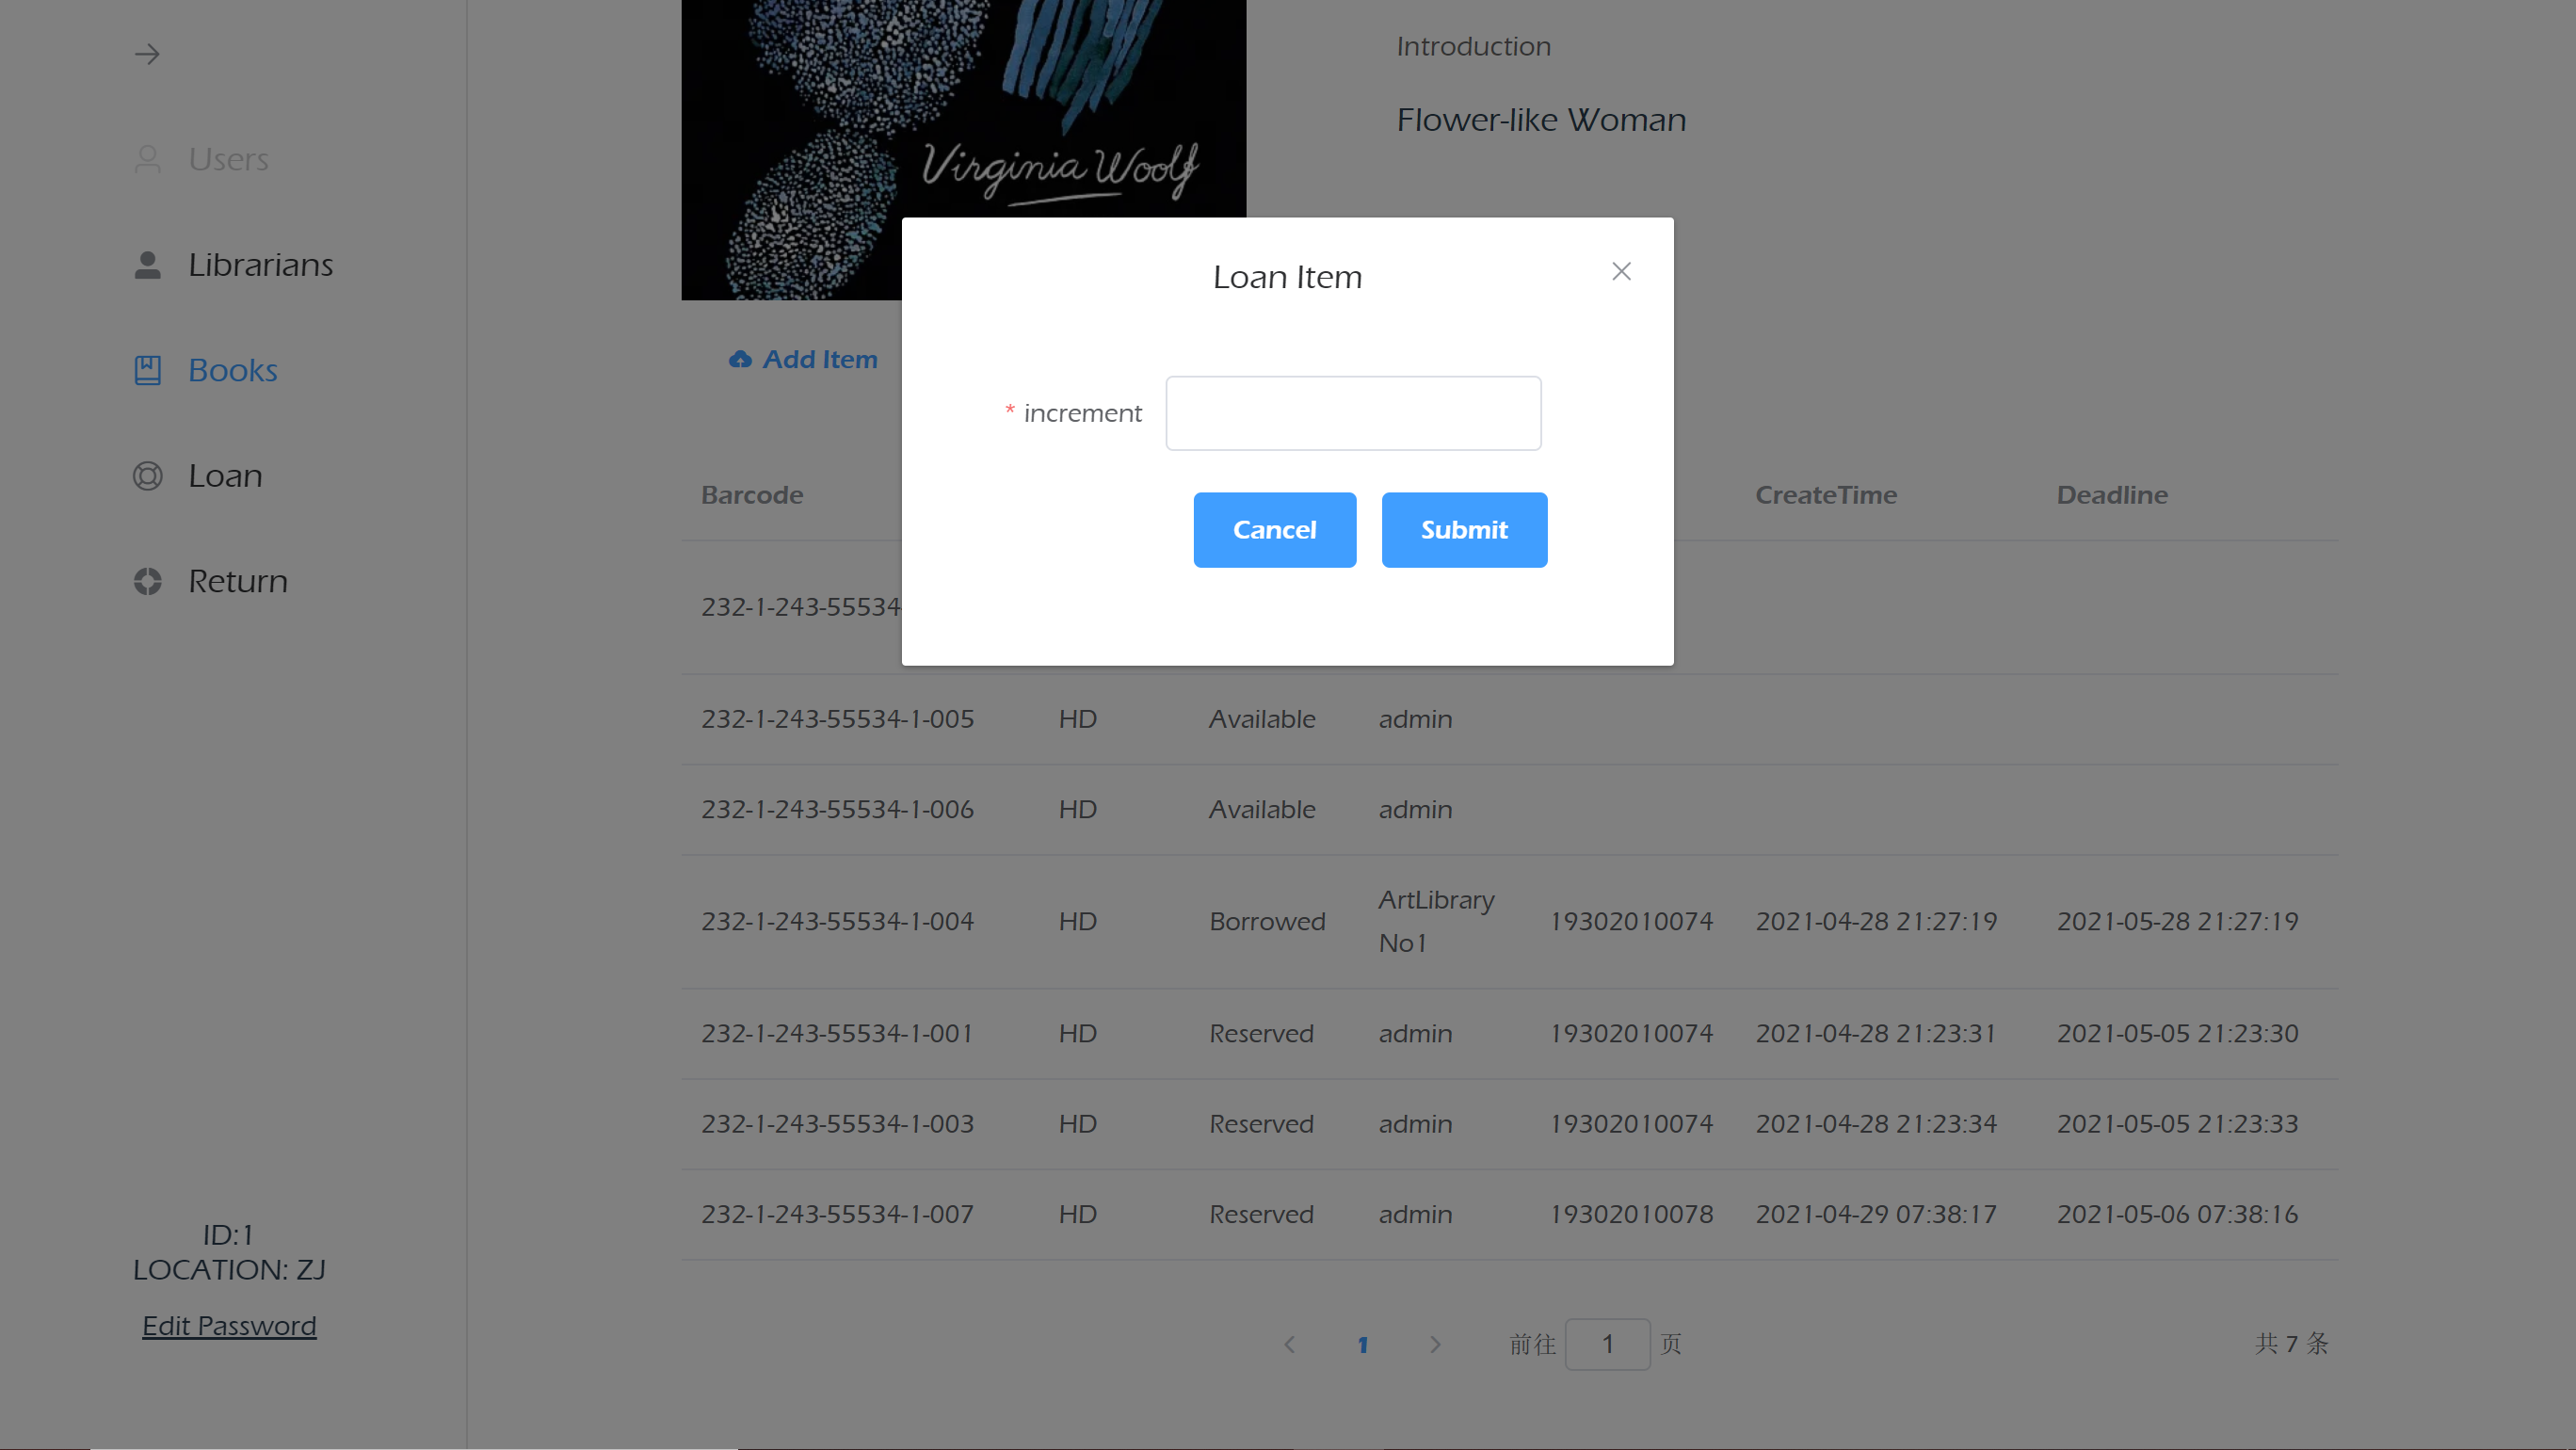 Introduction
Flower-like Woman
Virginia Woolf
Users
Librarians
Books
Loan
Return
ID:1
LOCATION: ZJ
Edit Password
Add Item
Loan Item
* increment
Cancel Submit
Barcode CreateTime Deadline
232-1-243-55534-
232-1-243-55534-1-005 HD Available admin
232-1-243-55534-1-006 HD Available admin
232-1-243-55534-1-004 HD Borrowed ArtLibrary No1 19302010074 2021-04-28 21:27:19 2021-05-28 21:27:19
232-1-243-55534-1-001 HD Reserved admin 19302010074 2021-04-28 21:23:31 2021-05-05 21:23:30
232-1-243-55534-1-003 HD Reserved admin 19302010074 2021-04-28 21:23:34 2021-05-05 21:23:33
232-1-243-55534-1-007 HD Reserved admin 19302010078 2021-04-29 07:38:17 2021-05-06 07:38:16
1 前往 1 页 共 7 条